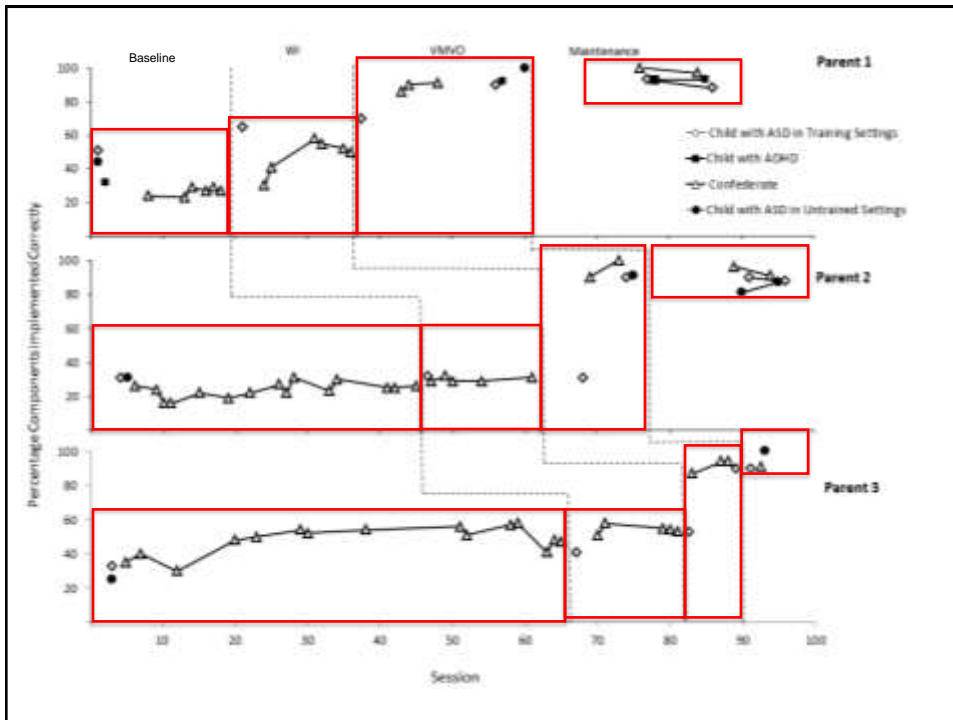 Baseline
WI
VMVO
Maintenance
Parent 1
100
80
60
40
20
Child with ASD in Training Settings
Child with ADHD
Confederate
Child with ASD in Untrained Settings
Percentage Components Implemented Correctly
Parent 2
100
80
60
40
20
Parent 3
100
80
60
40
20
10 20 30 40 50 60 70 80 90 100
Session